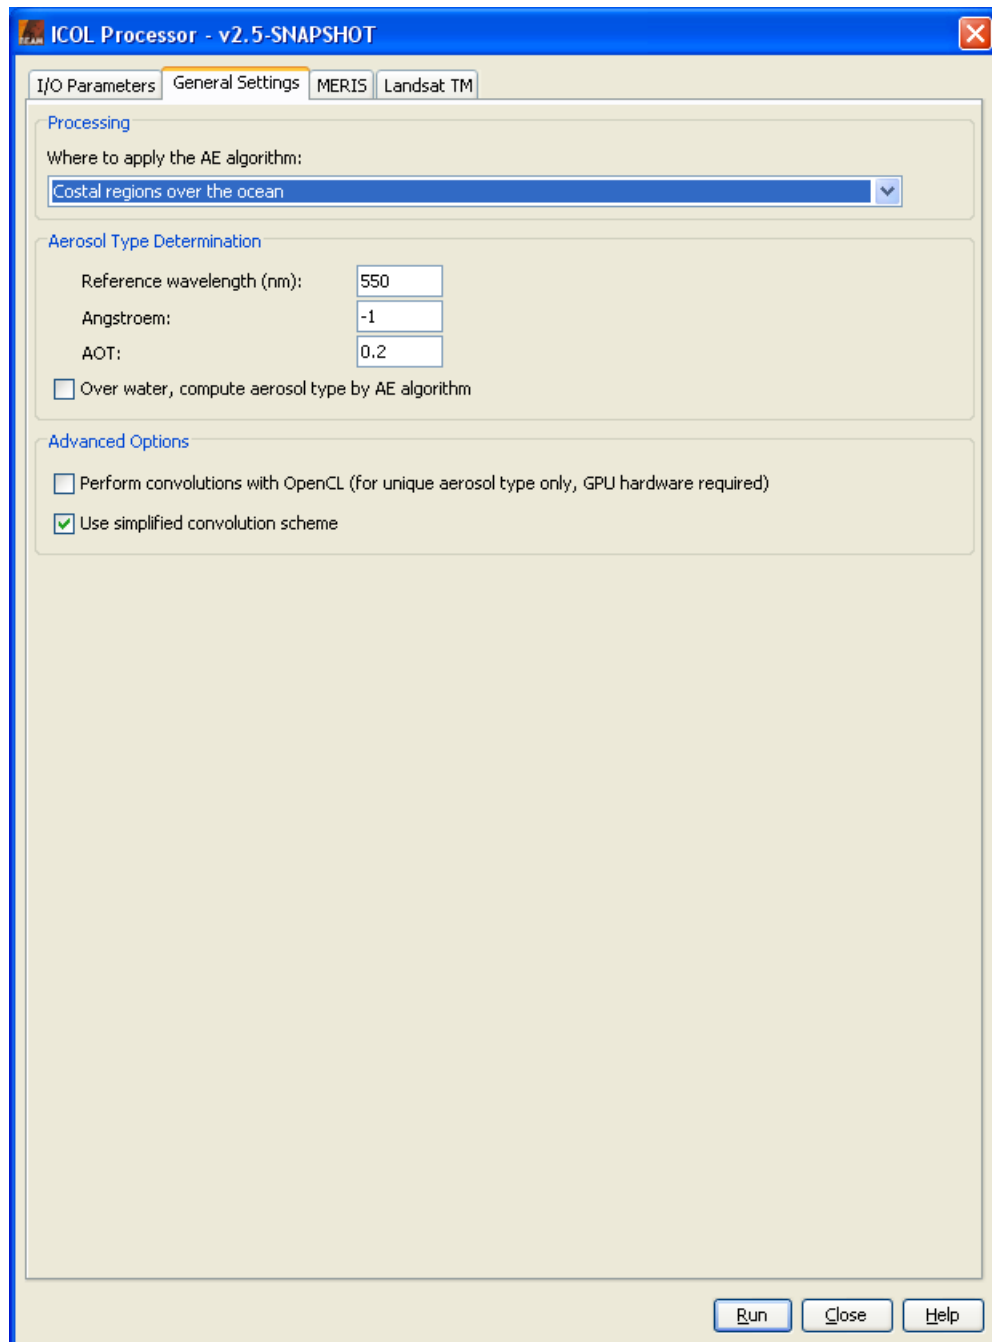 ICOL Processor - v2.5-SNAPSHOT
I/O Parameters General Settings MERIS Landsat TM
Processing
Where to apply the AE algorithm:
Costal regions over the ocean
Aerosol Type Determination
Reference wavelength (nm): 550
Angstroem: -1
AOT: 0.2
Over water, compute aerosol type by AE algorithm
Advanced Options
Perform convolutions with OpenCL (for unique aerosol type only, GPU hardware required)
Use simplified convolution scheme
Run Close Help